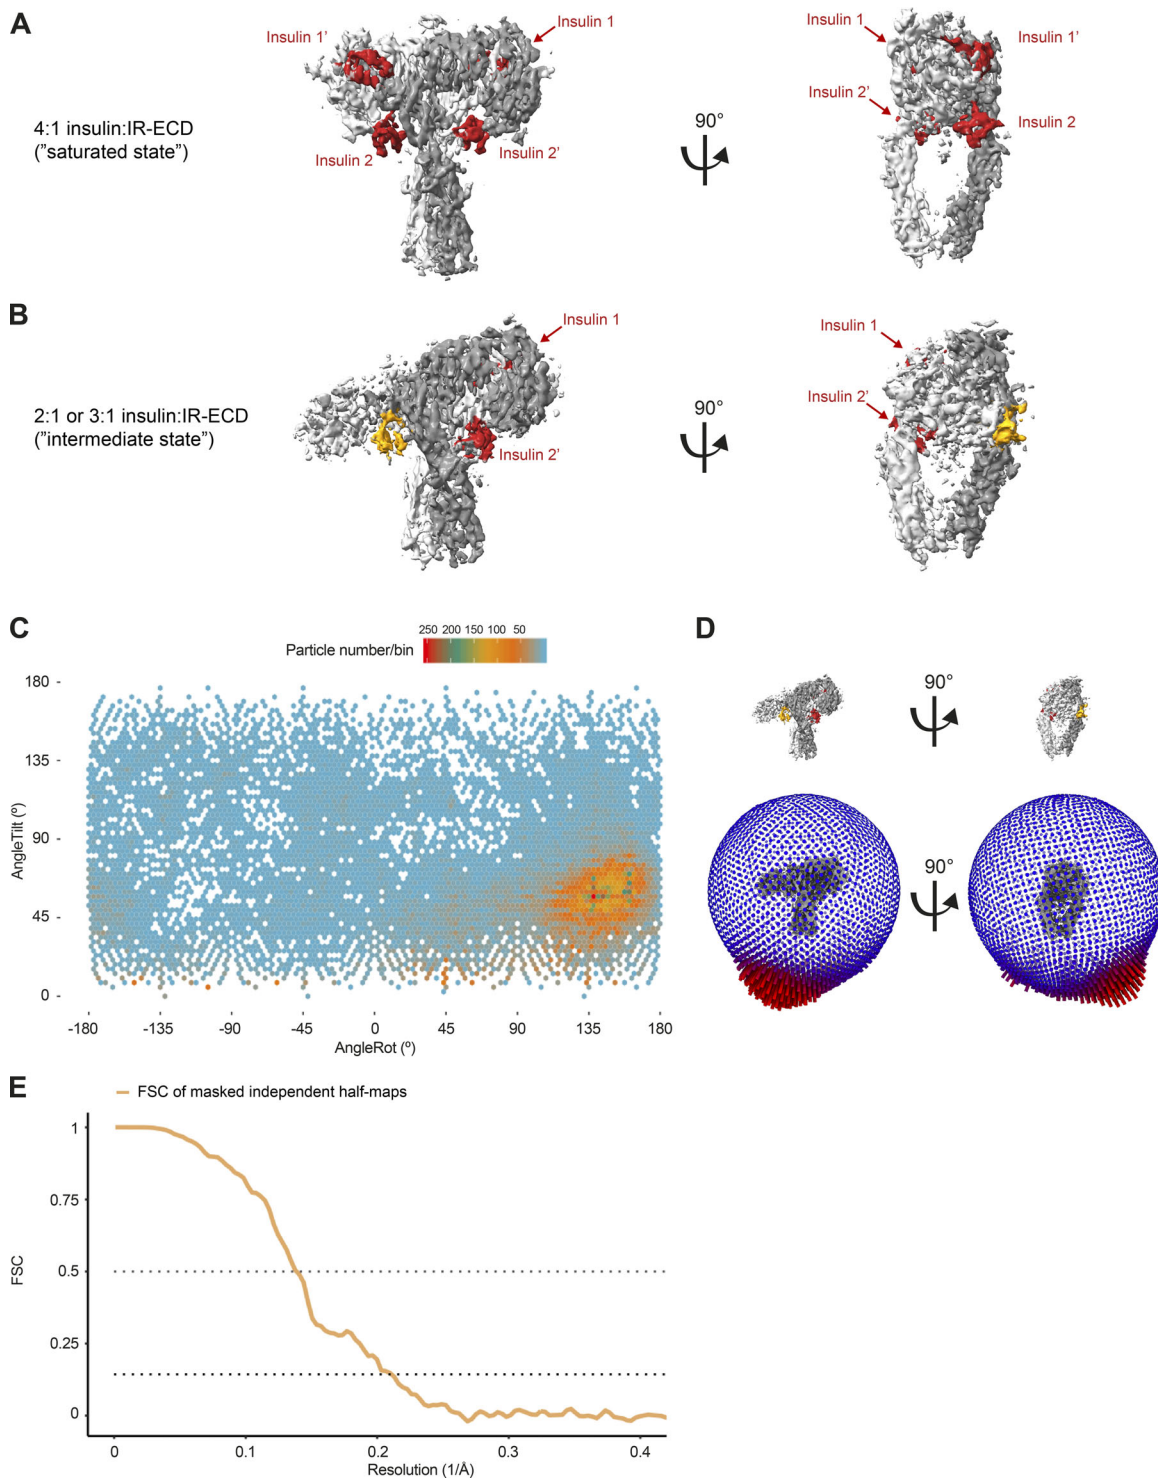 A
Insulin 1'
Insulin 1
Insulin 1
Insulin 1'
4:1 insulin:IR-ECD
("saturated state")
Insulin 2
Insulin 2'
90°
Insulin 2'
Insulin 2
B
Insulin 1
Insulin 1
2:1 or 3:1 insulin:IR-ECD
("intermediate state")
Insulin 2'
90°
Insulin 2'
C
Particle number/bin
250 200 150 100 50
AngleTilt (º)
180 -
135 -
90 -
45 -
0 -
-180 -135 -90 -45 0 45 90 135 180
AngleRot (º)
D
90°
90°
E
FSC of masked independent half-maps
FSC
1
0.75
0.5
0.25
0
0 0.1 0.2 0.3 0.4
Resolution (1/Å)